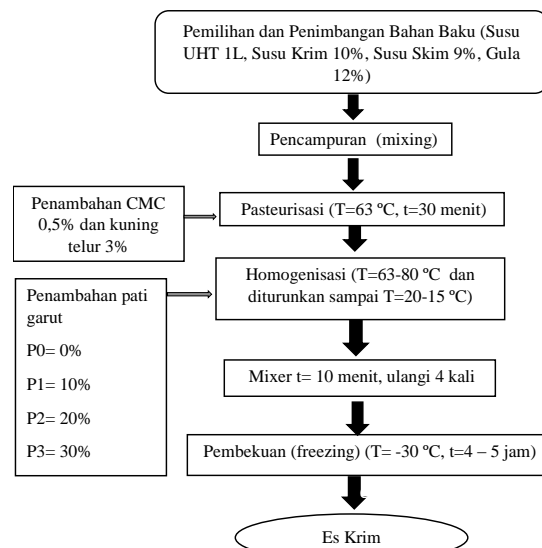 Pemilihan dan Penimbangan Bahan Baku (Susu
UHT 1L, Susu Krim 10%, Susu Skim 9%, Gula
12%)
Pencampuran (mixing)
Penambahan CMC
0,5% dan kuning
telur 3%
Pasteurisasi (T=63 ºC, t=30 menit)
Homogenisasi (T=63-80 ºC dan
diturunkan sampai T=20-15 ºC)
Penambahan pati
garut
P0= 0%
P1= 10%
P2= 20%
P3= 30%
Mixer t= 10 menit, ulangi 4 kali
Pembekuan (freezing) (T= -30 ºC, t=4 – 5 jam)
Es Krim